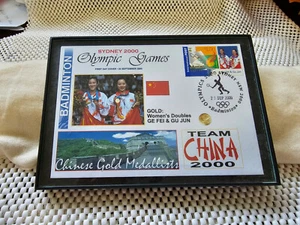 SYDNEY 2000
Olympic Games
BADMINTON
GOLD:
Women's Doubles
GE FEI & GU JUN
TEAM
CHINA
2000
Chinese Gold Medallists